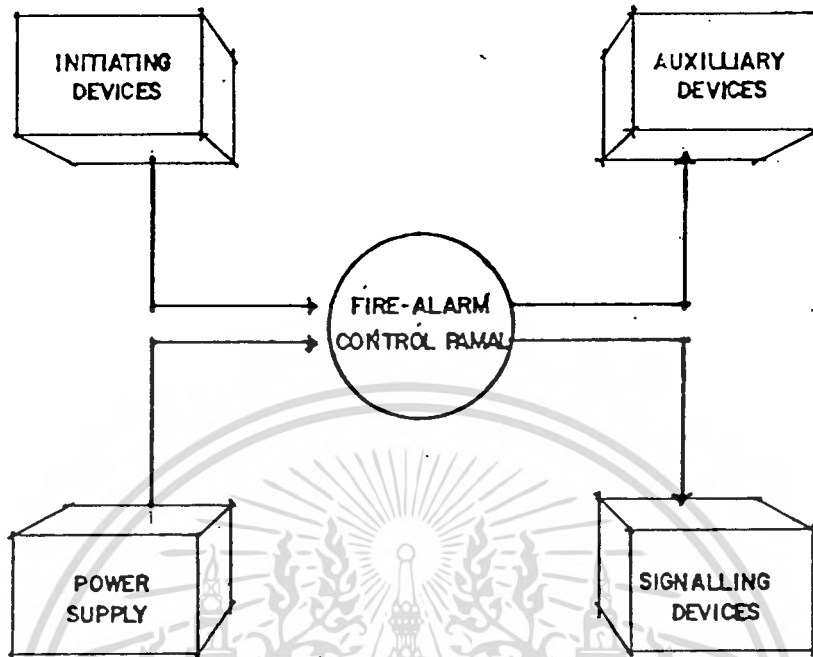 INITIATING
DEVICES
AUXILLIARY
DEVICES
FIRE-ALARM
CONTROL PAMAL
POWER
SUPPLY
SIGNALLING
DEVICES